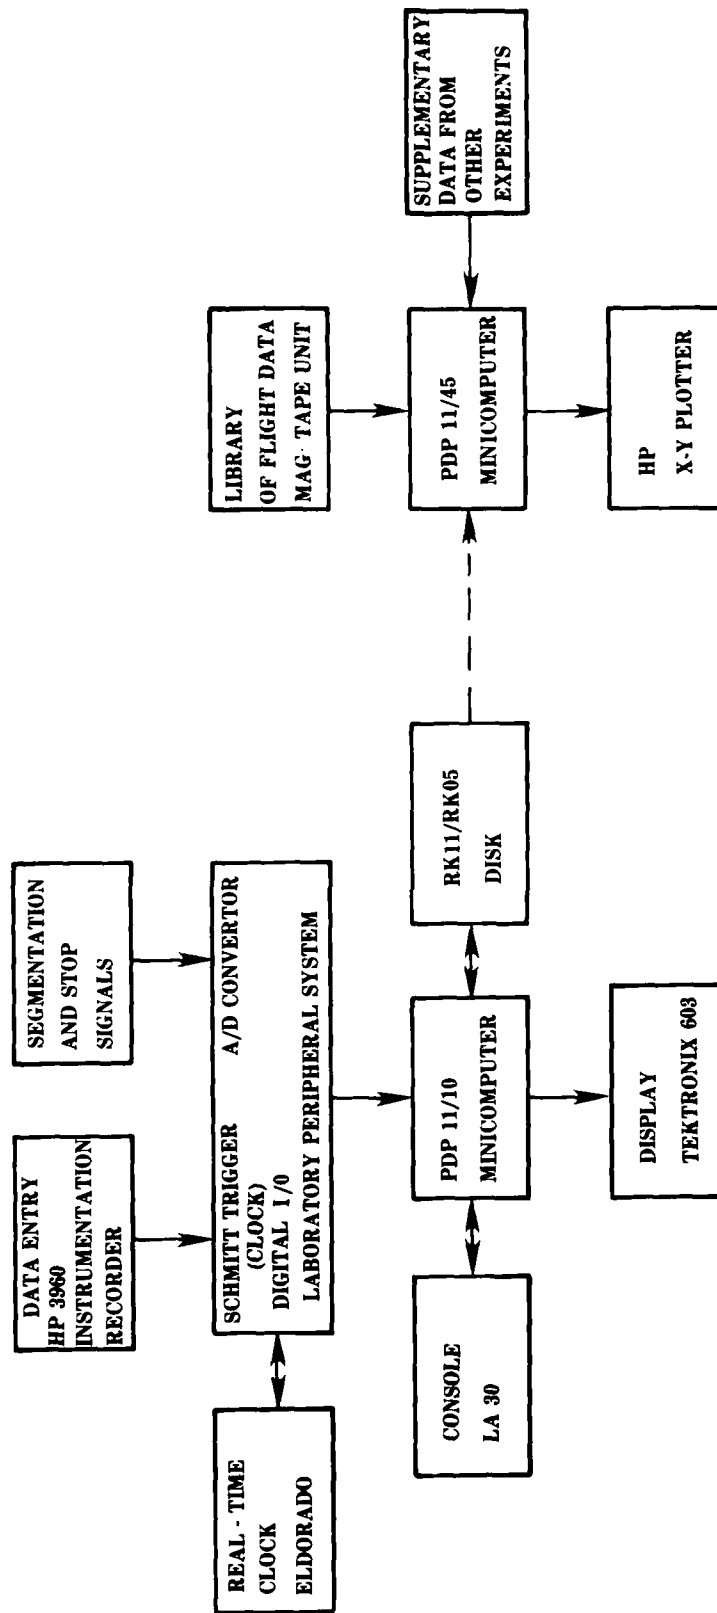 DATA ENTRY
HP 3960
INSTRUMENTATION
RECORDER
SEGMENTATION
AND STOP
SIGNALS
REAL - TIME
CLOCK
ELDORADO
SCHMITT TRIGGER A/D CONVERTOR
(CLOCK)
DIGITAL I/O
LABORATORY PERIPHERAL SYSTEM
LIBRARY
OF FLIGHT DATA
MAG· TAPE UNIT
CONSOLE
LA 30
PDP 11/10
MINICOMPUTER
RK11/RK05
DISK
PDP 11/45
MINICOMPUTER
SUPPLEMENTARY
DATA FROM
OTHER
EXPERIMENTS
DISPLAY
TEKTRONIX 603
HP
X-Y PLOTTER